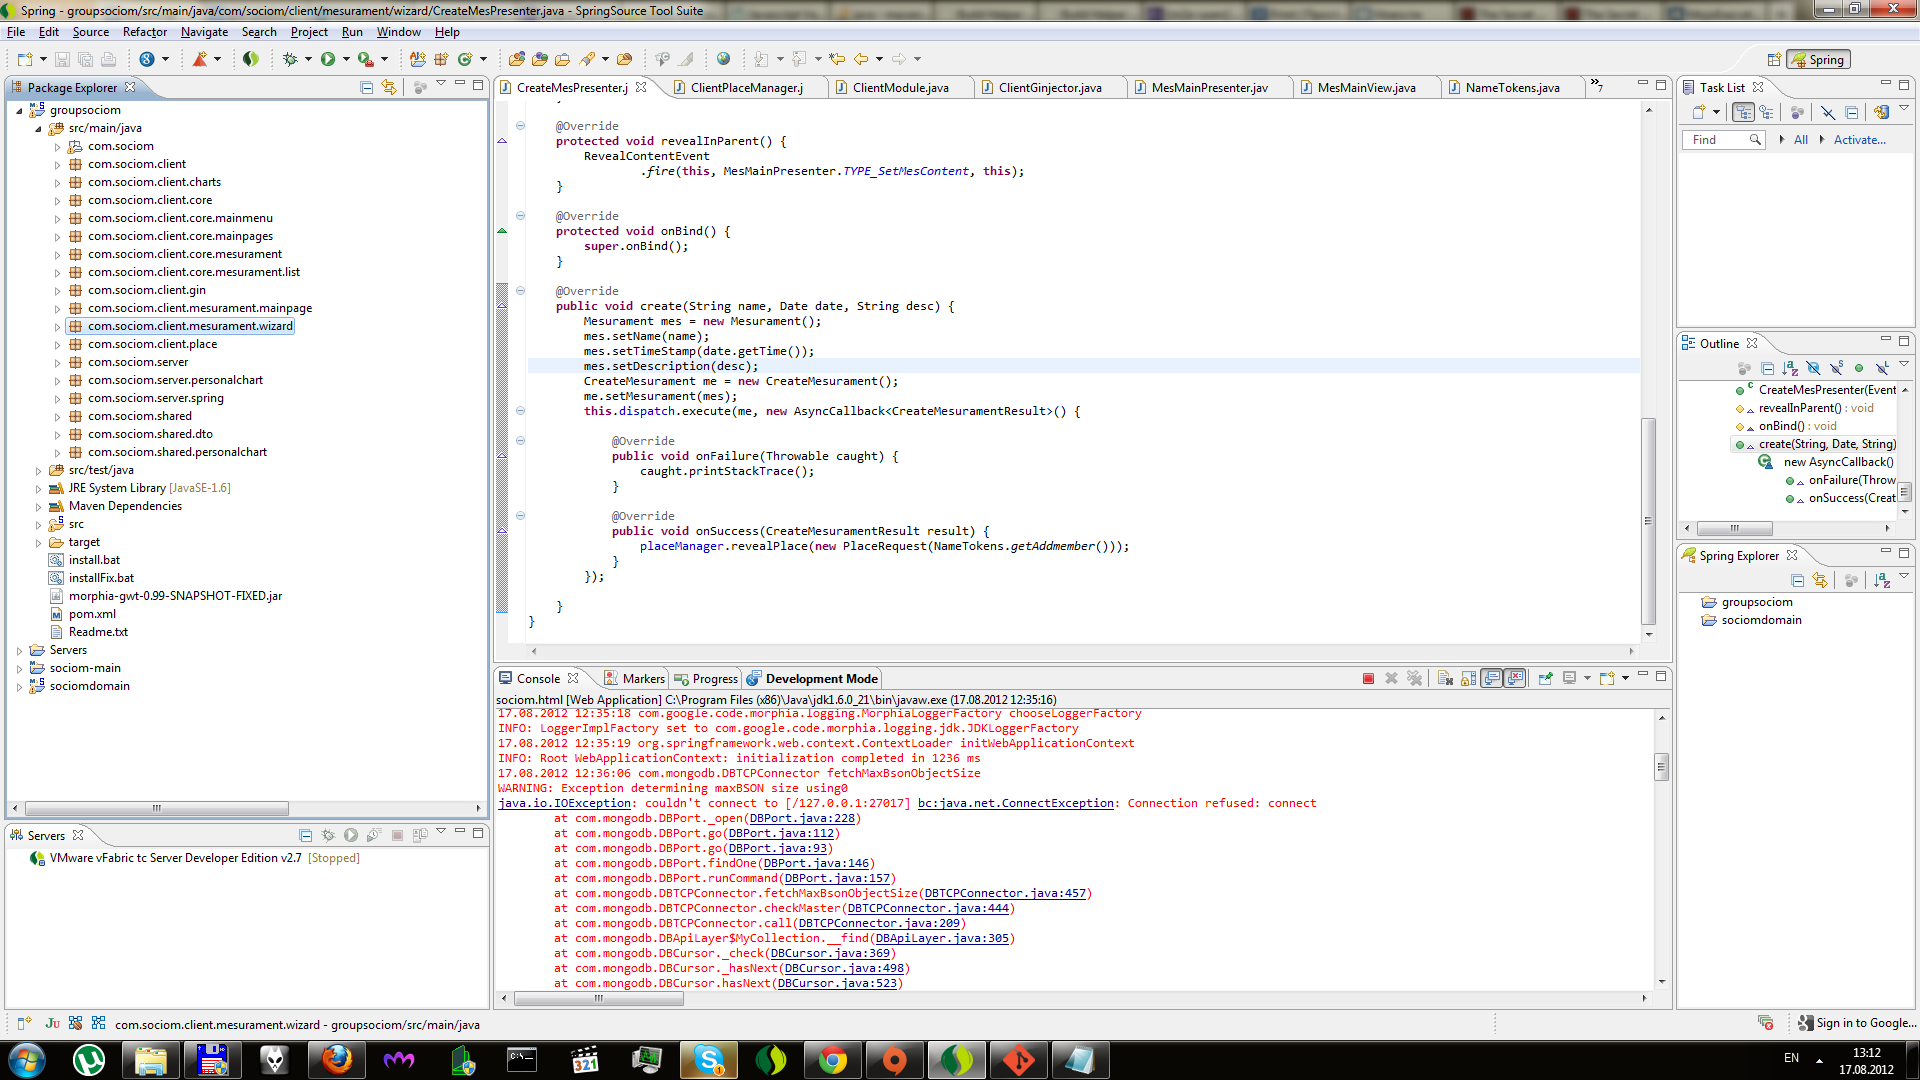 Spring - groupsociom/src/main/java/com/sociom/client/mesurament/wizard/CreateMesPresenter.java - SpringSource Tool Suite
File Edit Source Refactor Navigate Search Project Run Window Help
Spring
Package Explorer
groupsociom
src/main/java
com.sociom
com.sociom.client
com.sociom.client.charts
com.sociom.client.core
com.sociom.client.core.mainmenu
com.sociom.client.core.mainpages
com.sociom.client.core.mesurament
com.sociom.client.core.mesurament.list
com.sociom.client.gin
com.sociom.client.mesurament.mainpage
com.sociom.client.mesurament.wizard
com.sociom.client.place
com.sociom.server
com.sociom.server.personalchart
com.sociom.server.spring
com.sociom.shared
com.sociom.shared.dto
com.sociom.shared.personalchart
src/test/java
JRE System Library [JavaSE-1.6]
Maven Dependencies
src
target
install.bat
installFix.bat
morphia-gwt-0.99-SNAPSHOT-FIXED.jar
pom.xml
Readme.txt
Servers
sociom-main
sociomdomain
Servers
VMware vFabric tc Server Developer Edition v2.7 [Stopped]
CreateMesPresenter.j ClientPlaceManager.j ClientModule.java ClientGinjector.java MesMainPresenter.jav MesMainView.java NameTokens.java »7
}
@Override
protected void revealInParent() {
RevealContentEvent
.fire(this, MesMainPresenter.TYPE_SetMesContent, this);
}
@Override
protected void onBind() {
super.onBind();
}
@Override
public void create(String name, Date date, String desc) {
Mesurament mes = new Mesurament();
mes.setName(name);
mes.setTimeStamp(date.getTime());
mes.setDescription(desc);
CreateMesurament me = new CreateMesurament();
me.setMesurament(mes);
this.dispatch.execute(me, new AsyncCallback<CreateMesuramentResult>() {
@Override
public void onFailure(Throwable caught) {
caught.printStackTrace();
}
@Override
public void onSuccess(CreateMesuramentResult result) {
placeManager.revealPlace(new PlaceRequest(NameTokens.getAddmember()));
}
});
}
}
Console Markers Progress Development Mode
sociom.html [Web Application] C:\Program Files (x86)\Java\jdk1.6.0_21\bin\javaw.exe (17.08.2012 12:35:16)
17.08.2012 12:35:18 com.google.code.morphia.logging.MorphiaLoggerFactory chooseLoggerFactory
INFO: LoggerImplFactory set to com.google.code.morphia.logging.jdk.JDKLoggerFactory
17.08.2012 12:35:19 org.springframework.web.context.ContextLoader initWebApplicationContext
INFO: Root WebApplicationContext: initialization completed in 1236 ms
17.08.2012 12:36:06 com.mongodb.DBTCPConnector fetchMaxBsonObjectSize
WARNING: Exception determining maxBSON size using0
java.io.IOException: couldn't connect to [/127.0.0.1:27017] bc:java.net.ConnectException: Connection refused: connect
at com.mongodb.DBPort._open(DBPort.java:228)
at com.mongodb.DBPort.go(DBPort.java:112)
at com.mongodb.DBPort.go(DBPort.java:93)
at com.mongodb.DBPort.findOne(DBPort.java:146)
at com.mongodb.DBPort.runCommand(DBPort.java:157)
at com.mongodb.DBTCPConnector.fetchMaxBsonObjectSize(DBTCPConnector.java:457)
at com.mongodb.DBTCPConnector.checkMaster(DBTCPConnector.java:444)
at com.mongodb.DBTCPConnector.call(DBTCPConnector.java:209)
at com.mongodb.DBApiLayer$MyCollection.__find(DBApiLayer.java:305)
at com.mongodb.DBCursor._check(DBCursor.java:369)
at com.mongodb.DBCursor._hasNext(DBCursor.java:498)
at com.mongodb.DBCursor.hasNext(DBCursor.java:523)
Task List
Find All Activate...
Outline
CreateMesPresenter(Event
revealInParent() : void
onBind() : void
create(String, Date, String)
new AsyncCallback()
onFailure(Throw
onSuccess(Creat
Spring Explorer
groupsociom
sociomdomain
com.sociom.client.mesurament.wizard - groupsociom/src/main/java
Sign in to Google...
EN
13:12
17.08.2012